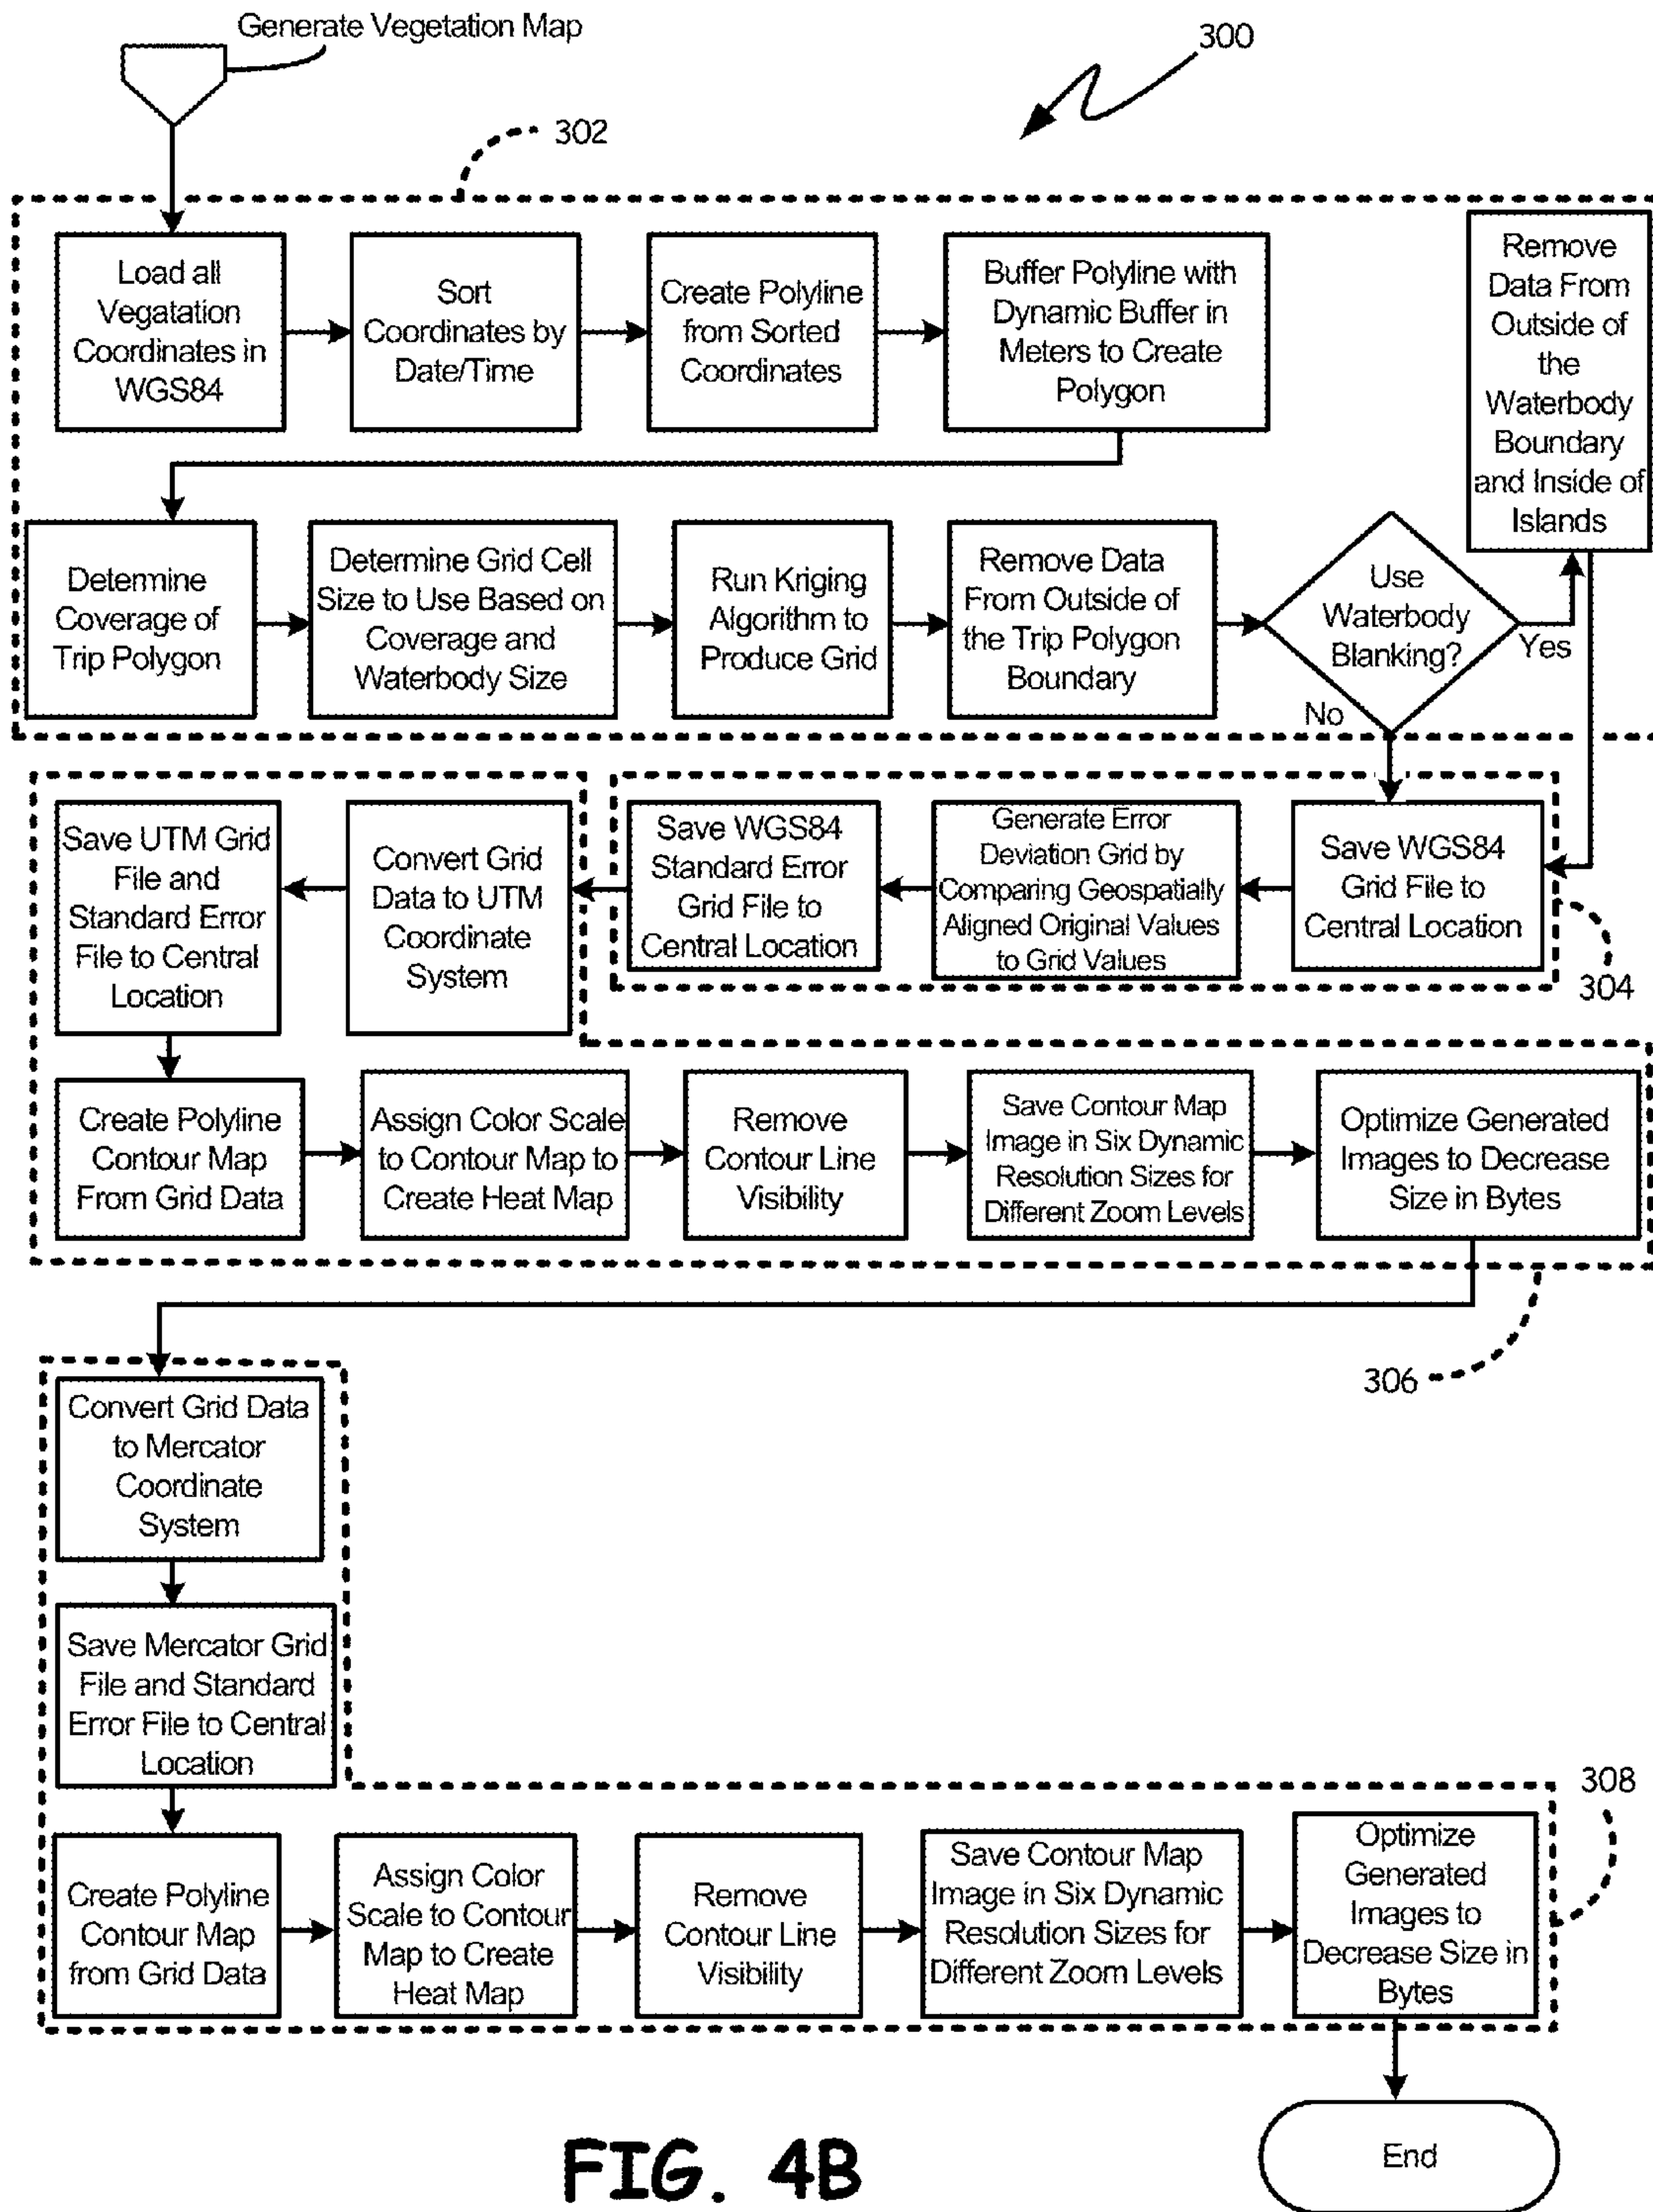 Generate Vegetation Map
300
302
Load all
Vegatation
Coordinates in
WGS84
Sort
Coordinates by
Date/Time
Create Polyline
from Sorted
Coordinates
Buffer Polyline with
Dynamic Buffer in
Meters to Create
Polygon
Remove
Data From
Outside of
the
Waterbody
Boundary
and Inside of
Islands
Determine
Coverage of
Trip Polygon
Determine Grid Cell
Size to Use Based on
Coverage and
Waterbody Size
Run Kriging
Algorithm to
Produce Grid
Remove Data
From Outside of
the Trip Polygon
Boundary
Use
Waterbody
Blanking?
Yes
No
Save WGS84
Grid File to
Central Location
Generate Error
Deviation Grid by
Comparing Geospatially
Aligned Original Values
to Grid Values
Save WGS84
Standard Error
Grid File to
Central Location
304
Convert Grid
Data to UTM
Coordinate
System
Save UTM Grid
File and
Standard Error
File to Central
Location
Create Polyline
Contour Map
From Grid Data
Assign Color Scale
to Contour Map to
Create Heat Map
Remove
Contour Line
Visibility
Save Contour Map
Image in Six Dynamic
Resolution Sizes for
Different Zoom Levels
Optimize Generated
Images to Decrease
Size in Bytes
306
Convert Grid Data
to Mercator
Coordinate
System
Save Mercator Grid
File and Standard
Error File to Central
Location
308
Create Polyline
Contour Map
from Grid Data
Assign Color
Scale to Contour
Map to Create
Heat Map
Remove
Contour Line
Visibility
Save Contour Map
Image in Six Dynamic
Resolution Sizes for
Different Zoom Levels
Optimize
Generated
Images to
Decrease Size in
Bytes
End
FIG. 4B